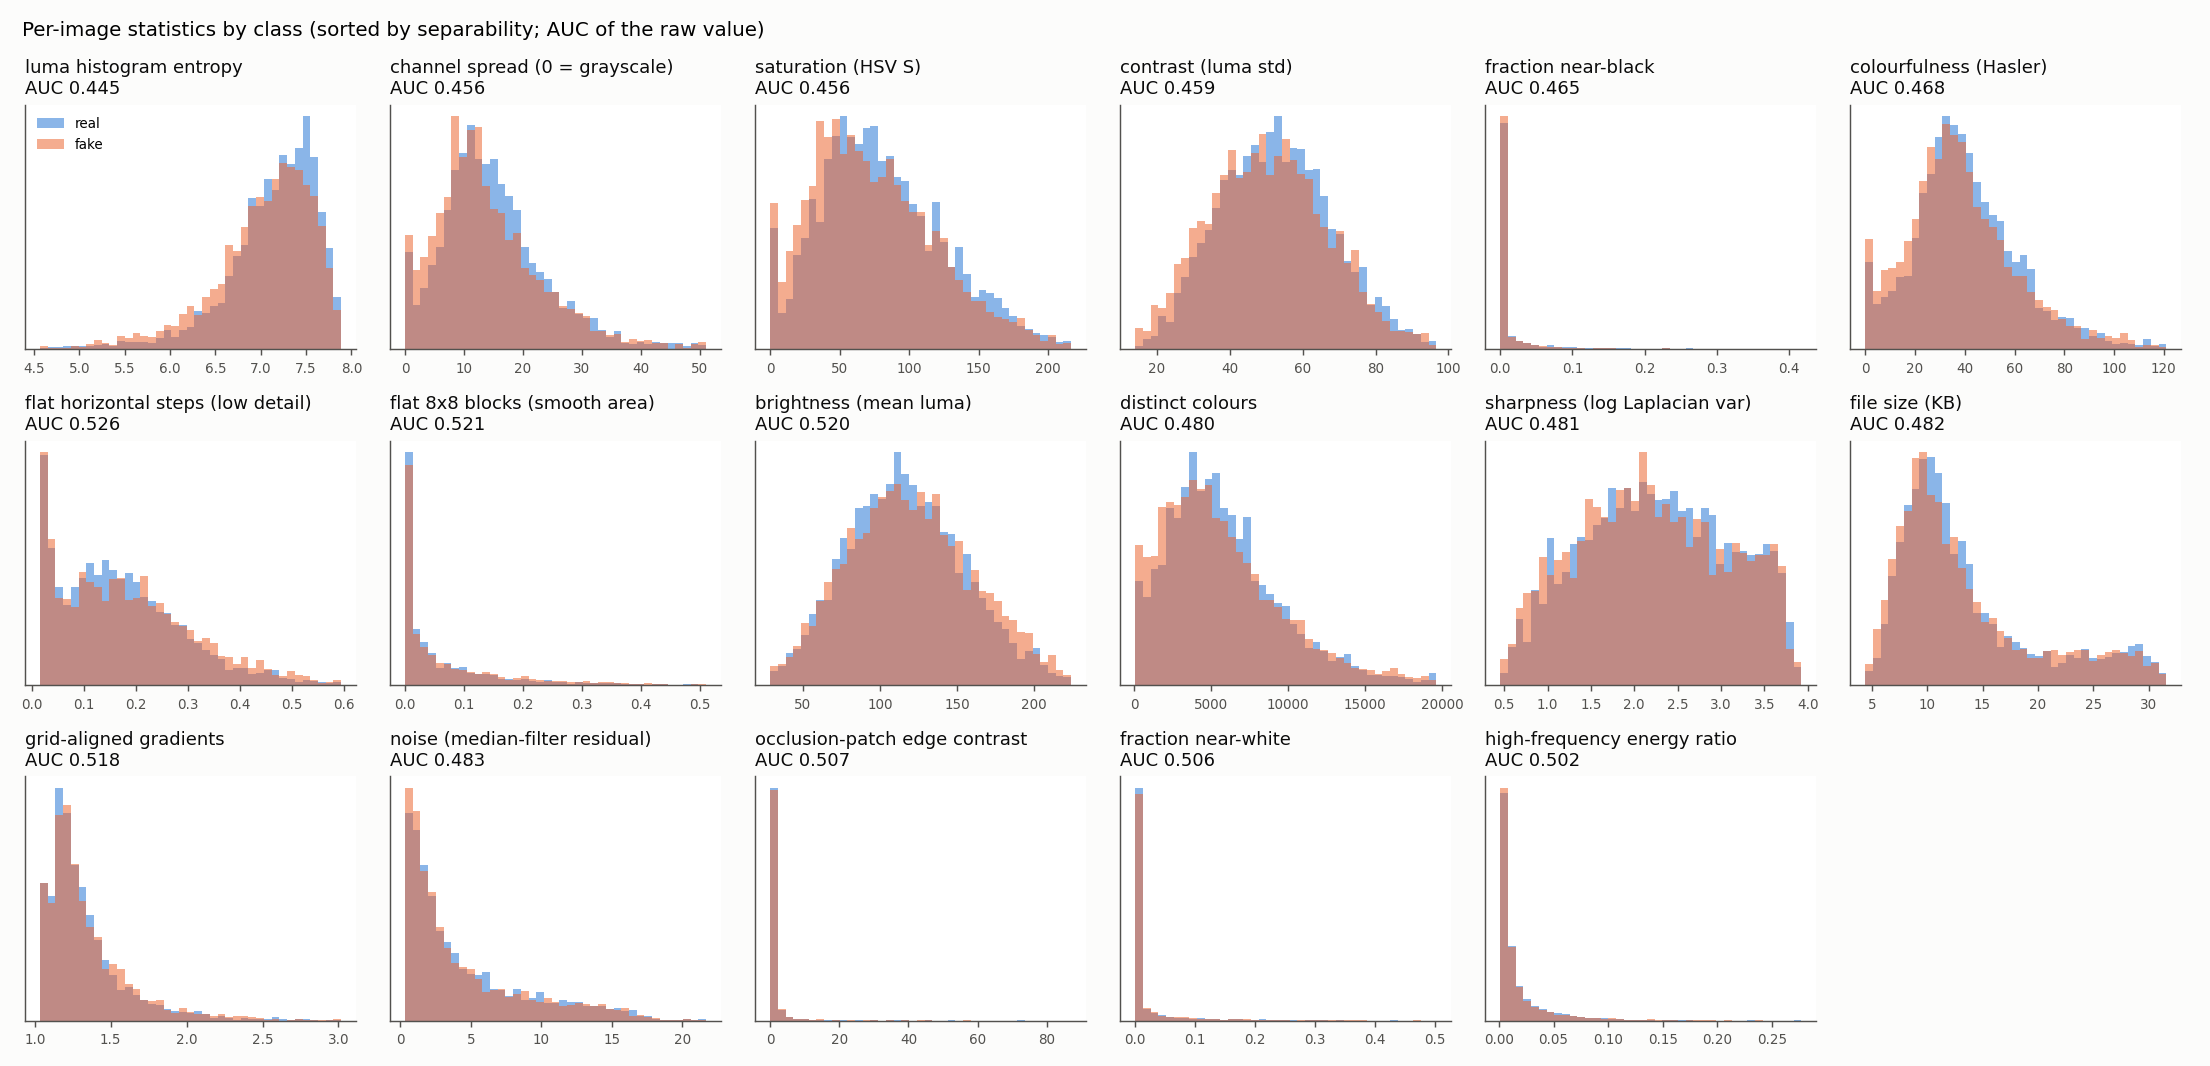 Per-image statistics by class (sorted by separability; AUC of the raw value)
luma histogram entropy
AUC 0.445
real
fake
4.5 5.0 5.5 6.0 6.5 7.0 7.5 8.0
channel spread (0 = grayscale)
AUC 0.456
0 10 20 30 40 50
saturation (HSV S)
AUC 0.456
0 50 100 150 200
contrast (luma std)
AUC 0.459
20 40 60 80 100
fraction near-black
AUC 0.465
0.0 0.1 0.2 0.3 0.4
colourfulness (Hasler)
AUC 0.468
0 20 40 60 80 100 120
flat horizontal steps (low detail)
AUC 0.526
0.0 0.1 0.2 0.3 0.4 0.5 0.6
flat 8x8 blocks (smooth area)
AUC 0.521
0.0 0.1 0.2 0.3 0.4 0.5
brightness (mean luma)
AUC 0.520
50 100 150 200
distinct colours
AUC 0.480
0 5000 10000 15000 20000
sharpness (log Laplacian var)
AUC 0.481
0.5 1.0 1.5 2.0 2.5 3.0 3.5 4.0
file size (KB)
AUC 0.482
5 10 15 20 25 30
grid-aligned gradients
AUC 0.518
1.0 1.5 2.0 2.5 3.0
noise (median-filter residual)
AUC 0.483
0 5 10 15 20
occlusion-patch edge contrast
AUC 0.507
0 20 40 60 80
fraction near-white
AUC 0.506
0.0 0.1 0.2 0.3 0.4 0.5
high-frequency energy ratio
AUC 0.502
0.00 0.05 0.10 0.15 0.20 0.25